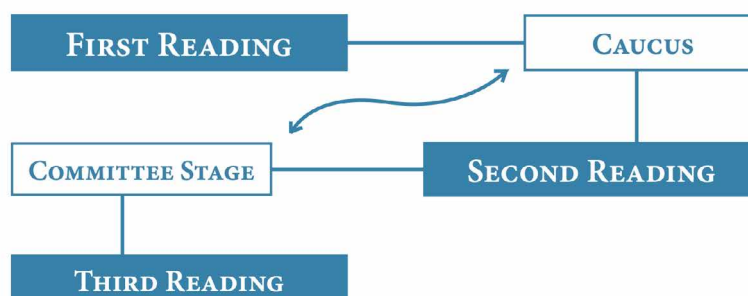 First Reading
Caucus
Second Reading
Committee Stage
Third Reading